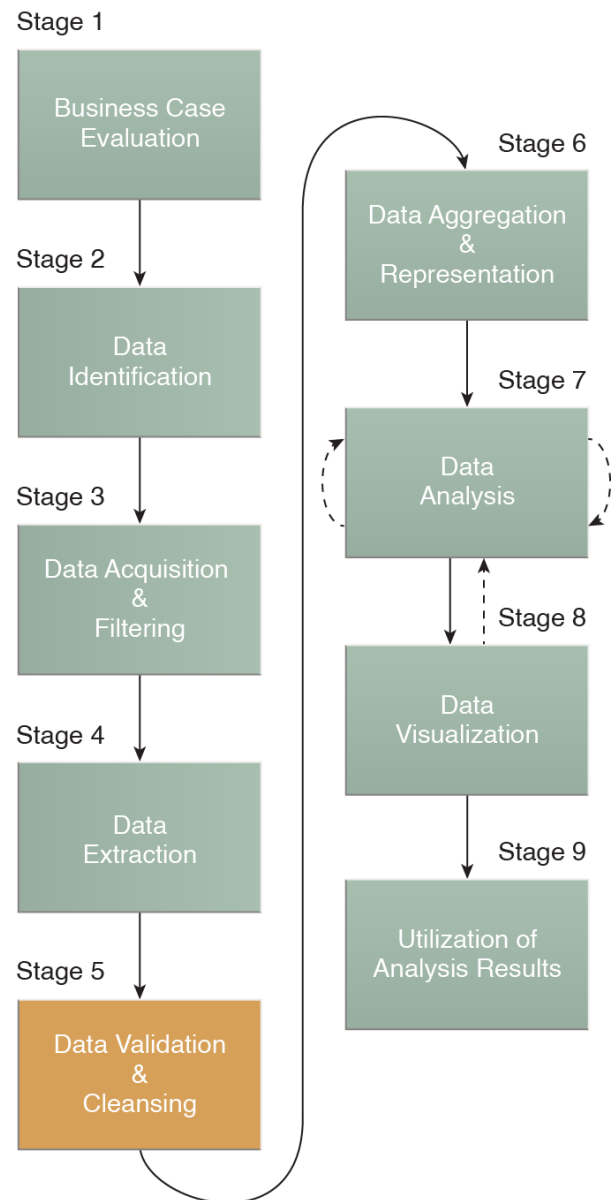 Stage 1
Business Case
Evaluation
Stage 2
Data
Identification
Stage 3
Data Acquisition
&
Filtering
Stage 4
Data
Extraction
Stage 5
Data Validation
&
Cleansing
Stage 6
Data Aggregation
&
Representation
Stage 7
Data
Analysis
Stage 8
Data
Visualization
Stage 9
Utilization of
Analysis Results